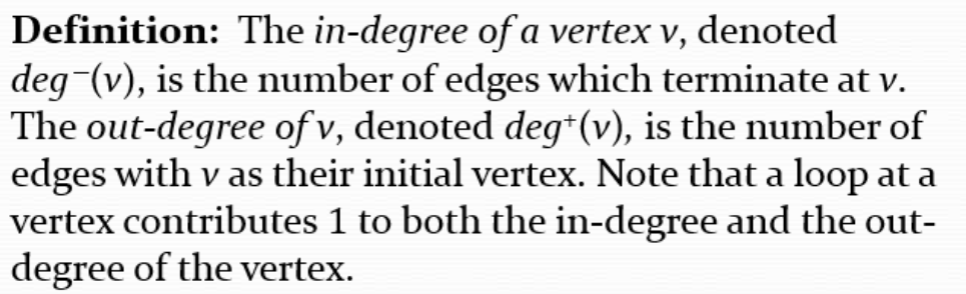 Definition: The in-degree of a vertex v, denoted
deg⁻(v), is the number of edges which terminate at v.
The out-degree of v, denoted deg⁺(v), is the number of
edges with v as their initial vertex. Note that a loop at a
vertex contributes 1 to both the in-degree and the out-
degree of the vertex.